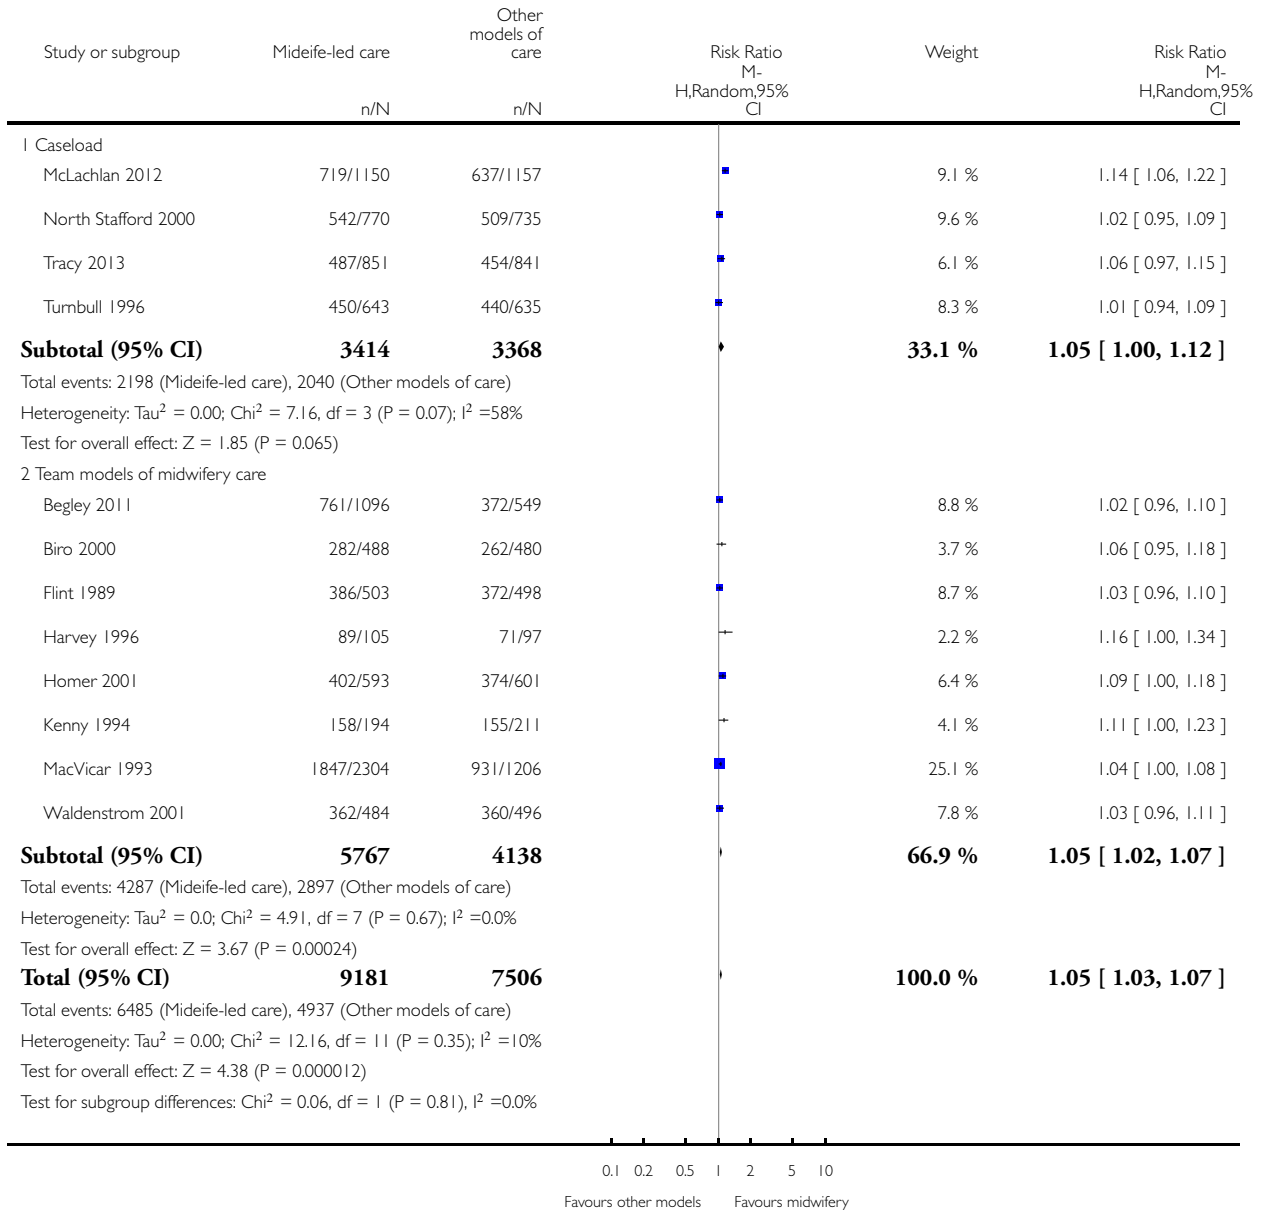 Other
models of
Study or subgroup Mideife-led care care Risk Ratio Weight Risk Ratio
M- M-
H,Random,95% H,Random,95%
n/N n/N CI CI
1 Caseload
McLachlan 2012 719/1150 637/1157 9.1 % 1.14 [ 1.06, 1.22 ]
North Stafford 2000 542/770 509/735 9.6 % 1.02 [ 0.95, 1.09 ]
Tracy 2013 487/851 454/841 6.1 % 1.06 [ 0.97, 1.15 ]
Turnbull 1996 450/643 440/635 8.3 % 1.01 [ 0.94, 1.09 ]
Subtotal (95% CI) 3414 3368 33.1 % 1.05 [ 1.00, 1.12 ]
Total events: 2198 (Mideife-led care), 2040 (Other models of care)
Heterogeneity: Tau² = 0.00; Chi² = 7.16, df = 3 (P = 0.07); I² =58%
Test for overall effect: Z = 1.85 (P = 0.065)
2 Team models of midwifery care
Begley 2011 761/1096 372/549 8.8 % 1.02 [ 0.96, 1.10 ]
Biro 2000 282/488 262/480 3.7 % 1.06 [ 0.95, 1.18 ]
Flint 1989 386/503 372/498 8.7 % 1.03 [ 0.96, 1.10 ]
Harvey 1996 89/105 71/97 2.2 % 1.16 [ 1.00, 1.34 ]
Homer 2001 402/593 374/601 6.4 % 1.09 [ 1.00, 1.18 ]
Kenny 1994 158/194 155/211 4.1 % 1.11 [ 1.00, 1.23 ]
MacVicar 1993 1847/2304 931/1206 25.1 % 1.04 [ 1.00, 1.08 ]
Waldenstrom 2001 362/484 360/496 7.8 % 1.03 [ 0.96, 1.11 ]
Subtotal (95% CI) 5767 4138 66.9 % 1.05 [ 1.02, 1.07 ]
Total events: 4287 (Mideife-led care), 2897 (Other models of care)
Heterogeneity: Tau² = 0.0; Chi² = 4.91, df = 7 (P = 0.67); I² =0.0%
Test for overall effect: Z = 3.67 (P = 0.00024)
Total (95% CI) 9181 7506 100.0 % 1.05 [ 1.03, 1.07 ]
Total events: 6485 (Mideife-led care), 4937 (Other models of care)
Heterogeneity: Tau² = 0.00; Chi² = 12.16, df = 11 (P = 0.35); I² =10%
Test for overall effect: Z = 4.38 (P = 0.000012)
Test for subgroup differences: Chi² = 0.06, df = 1 (P = 0.81), I² =0.0%
0.1 0.2 0.5 1 2 5 10
Favours other models Favours midwifery